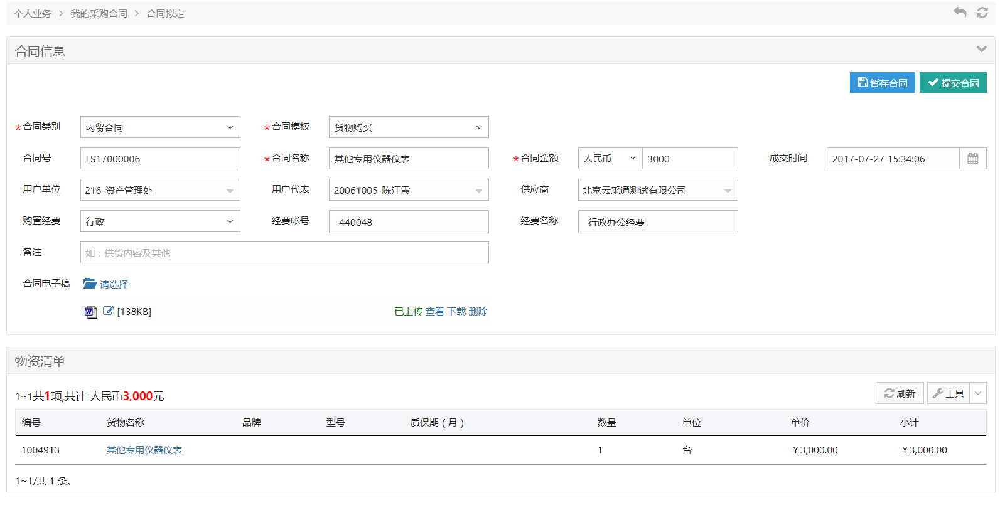 个人业务 > 我的采购合同 > 合同拟定
合同信息
暂存合同 提交合同
*合同类别 内贸合同 *合同模板 货物购买
合同号 LS17000006 *合同名称 其他专用仪器仪表 *合同金额 人民币 3000 成交时间 2017-07-27 15:34:06
用户单位 216-资产管理处 用户代表 20061005-陈江霞 供应商 北京云采通测试有限公司
购置经费 行政 经费帐号 440048 经费名称 行政办公经费
备注 如：供货内容及其他
合同电子稿 请选择
[138KB] 已上传 查看 下载 删除
物资清单
1~1共1项,共计 人民币3,000元 刷新 工具
编号 货物名称 品牌 型号 质保期（月） 数量 单位 单价 小计
1004913 其他专用仪器仪表 1 台 ￥3,000.00 ￥3,000.00
1~1/共 1 条。